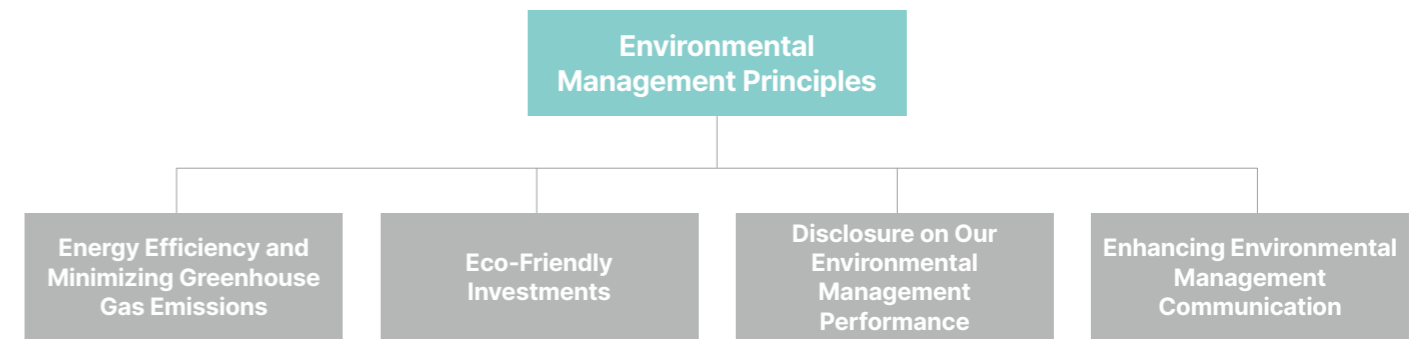 Environmental
Management Principles
Energy Efficiency and
Minimizing Greenhouse
Gas Emissions
Eco-Friendly
Investments
Disclosure on Our
Environmental
Management
Performance
Enhancing Environmental
Management
Communication